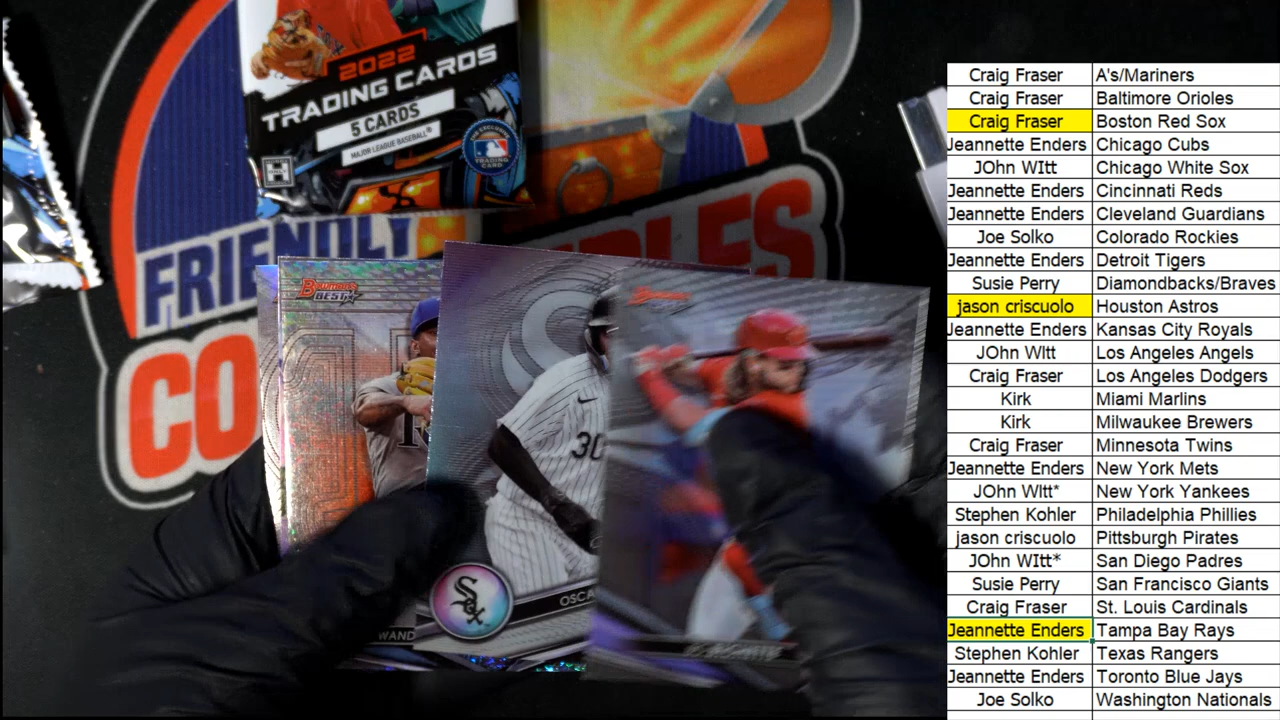 2022
TRADING CARDS
5 CARDS
MAJOR LEAGUE BASEBALL®
FRIENDLY
CO
BLES
Bowman's
BEST
30
Sox
OSCA
WAND
Craig Fraser A's/Mariners
Craig Fraser Baltimore Orioles
Craig Fraser Boston Red Sox
Jeannette Enders Chicago Cubs
JOhn WItt Chicago White Sox
Jeannette Enders Cincinnati Reds
Jeannette Enders Cleveland Guardians
Joe Solko Colorado Rockies
Jeannette Enders Detroit Tigers
Susie Perry Diamondbacks/Braves
jason criscuolo Houston Astros
Jeannette Enders Kansas City Royals
JOhn WItt Los Angeles Angels
Craig Fraser Los Angeles Dodgers
Kirk Miami Marlins
Kirk Milwaukee Brewers
Craig Fraser Minnesota Twins
Jeannette Enders New York Mets
JOhn WItt* New York Yankees
Stephen Kohler Philadelphia Phillies
jason criscuolo Pittsburgh Pirates
JOhn WItt* San Diego Padres
Susie Perry San Francisco Giants
Craig Fraser St. Louis Cardinals
Jeannette Enders Tampa Bay Rays
Stephen Kohler Texas Rangers
Jeannette Enders Toronto Blue Jays
Joe Solko Washington Nationals